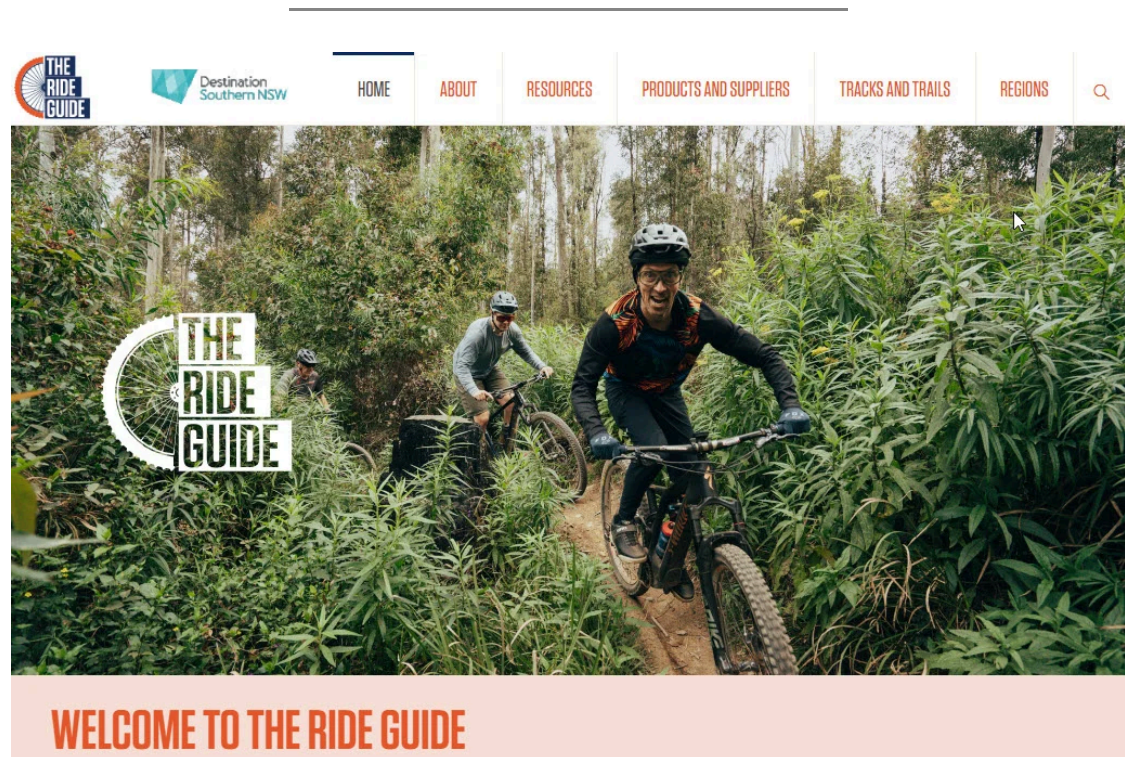 THE
RIDE
GUIDE
Destination
Southern NSW
HOME
ABOUT
RESOURCES
PRODUCTS AND SUPPLIERS
TRACKS AND TRAILS
REGIONS
THE
RIDE
GUIDE
WELCOME TO THE RIDE GUIDE